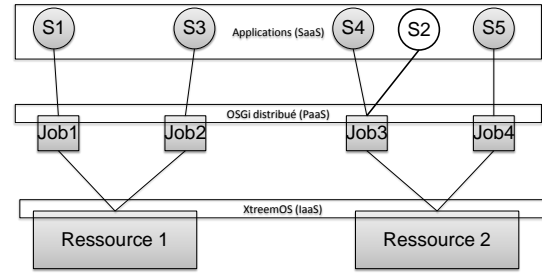 S1 S3 Applications (SaaS) S4 S2 S5
OSGi distribué (PaaS)
Job1 Job2 Job3 Job4
XtreemOS (IaaS)
Ressource 1 Ressource 2